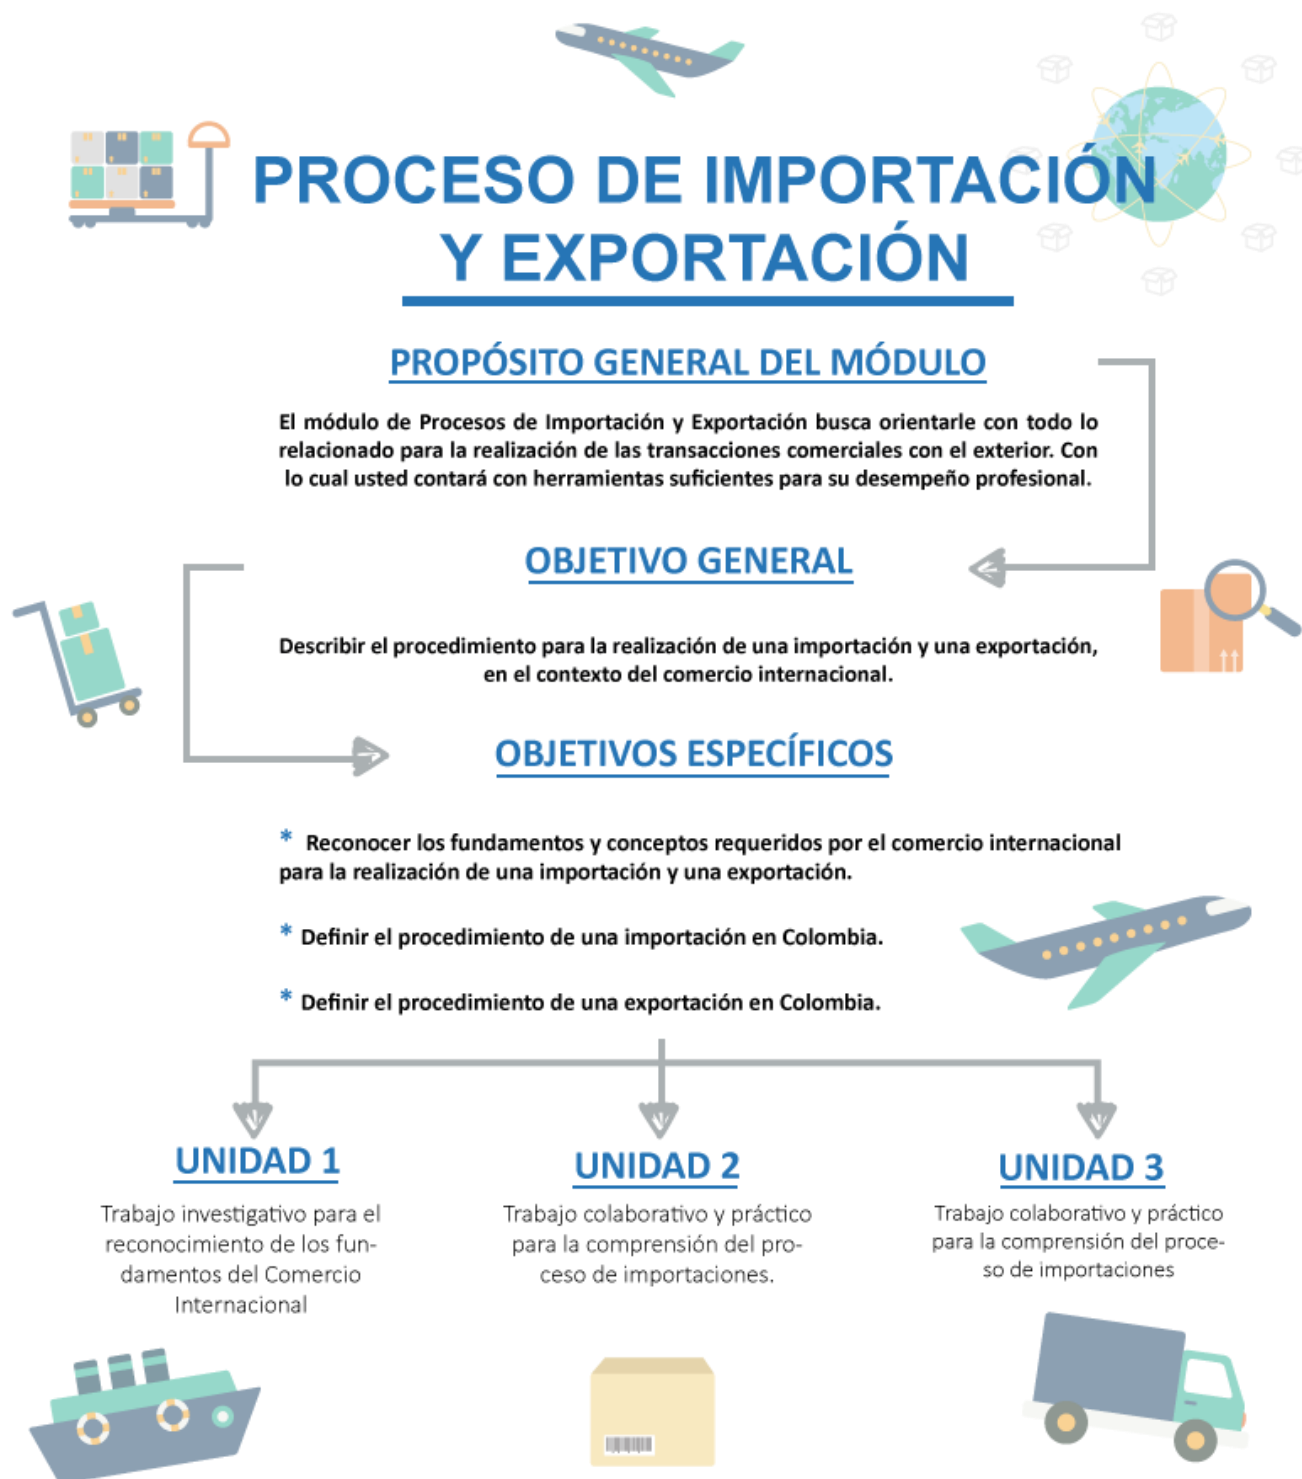 PROCESO DE IMPORTACIÓN
Y EXPORTACIÓN
PROPÓSITO GENERAL DEL MÓDULO
El módulo de Procesos de Importación y Exportación busca orientarle con todo lo
relacionado para la realización de las transacciones comerciales con el exterior. Con
lo cual usted contará con herramientas suficientes para su desempeño profesional.
OBJETIVO GENERAL
Describir el procedimiento para la realización de una importación y una exportación,
en el contexto del comercio internacional.
OBJETIVOS ESPECÍFICOS
* Reconocer los fundamentos y conceptos requeridos por el comercio internacional
para la realización de una importación y una exportación.
* Definir el procedimiento de una importación en Colombia.
* Definir el procedimiento de una exportación en Colombia.
UNIDAD 1
Trabajo investigativo para el
reconocimiento de los fun-
damentos del Comercio
Internacional
UNIDAD 2
Trabajo colaborativo y práctico
para la comprensión del pro-
ceso de importaciones.
UNIDAD 3
Trabajo colaborativo y práctico
para la comprensión del proce-
so de importaciones